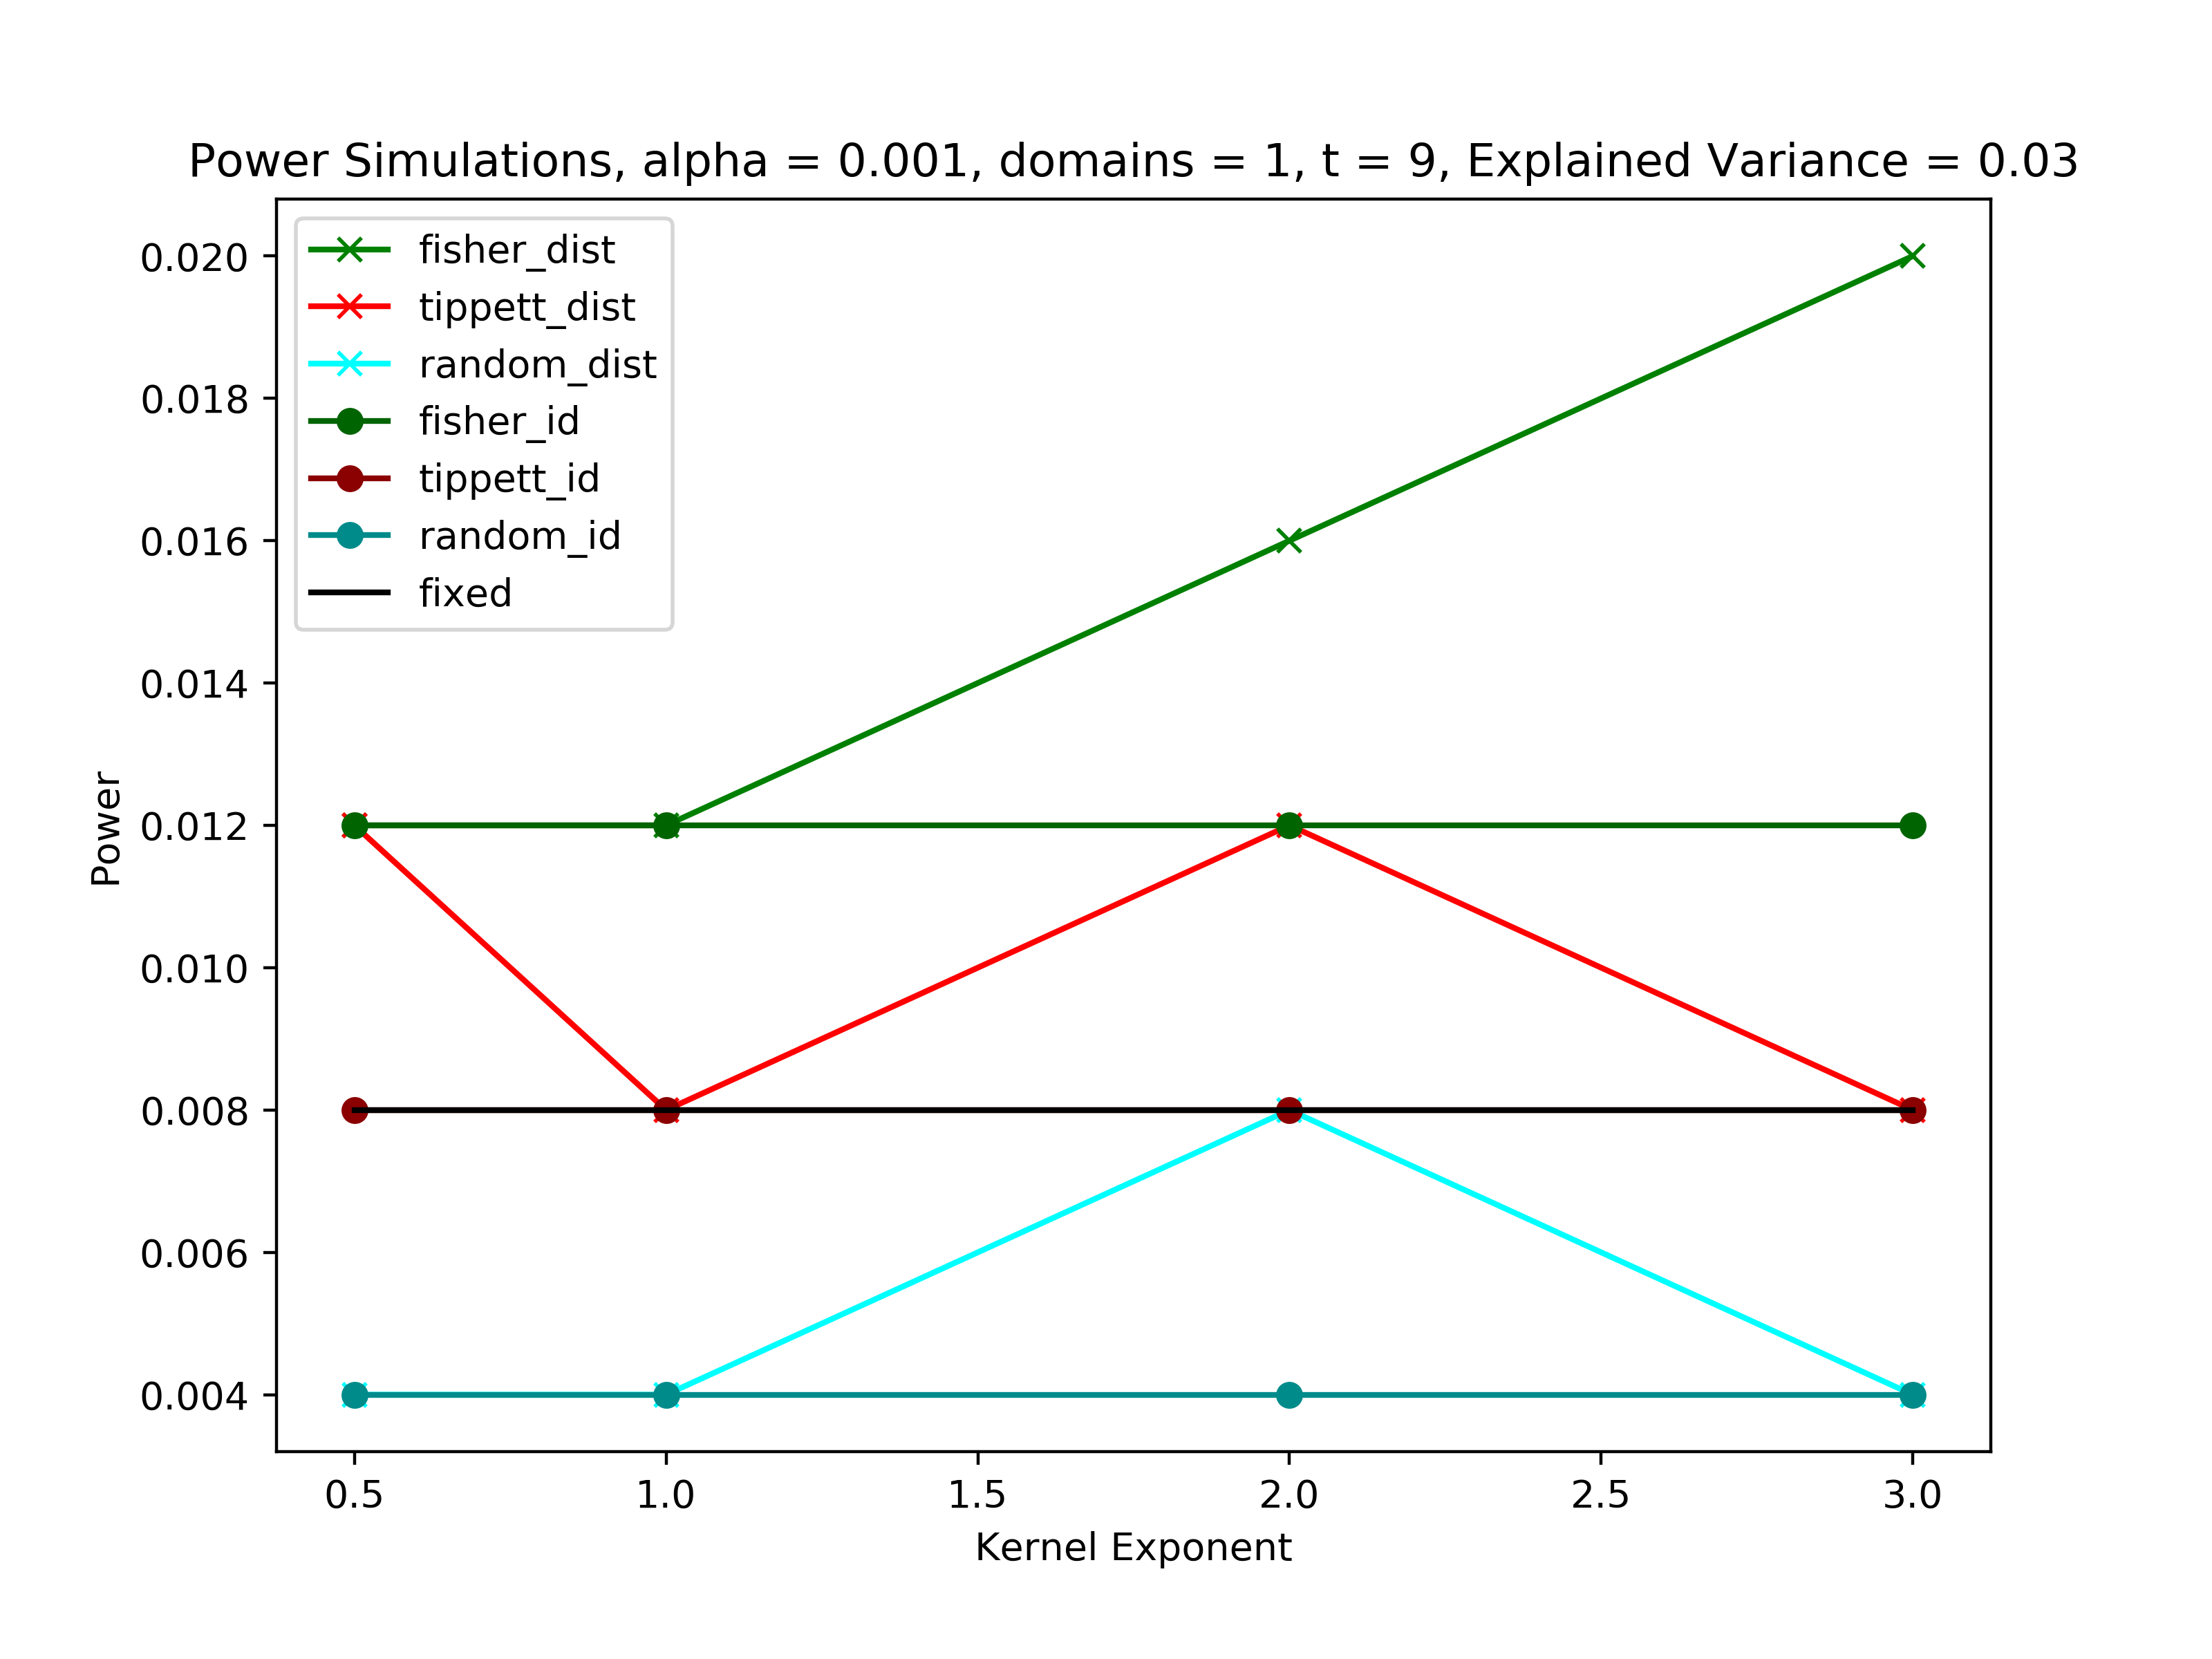 Power Simulations, alpha = 0.001, domains = 1, t = 9, Explained Variance = 0.03
fisher_dist
tippett_dist
random_dist
fisher_id
tippett_id
random_id
fixed
0.020
0.018
0.016
0.014
0.012
0.010
0.008
0.006
0.004
Power
0.5 1.0 1.5 2.0 2.5 3.0
Kernel Exponent